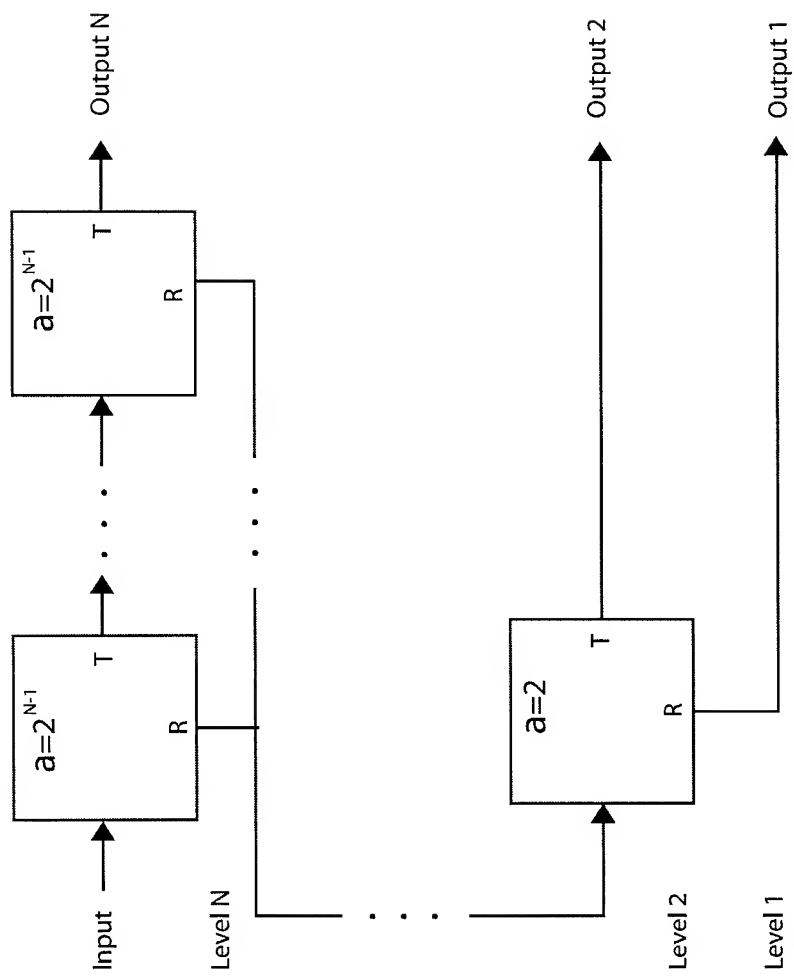 Input
a=2^{N-1}
T
R
. . .
a=2^{N-1}
T
R
Output N
Level N
. . .
. . .
a=2
T
R
Output 2
Level 2
Output 1
Level 1